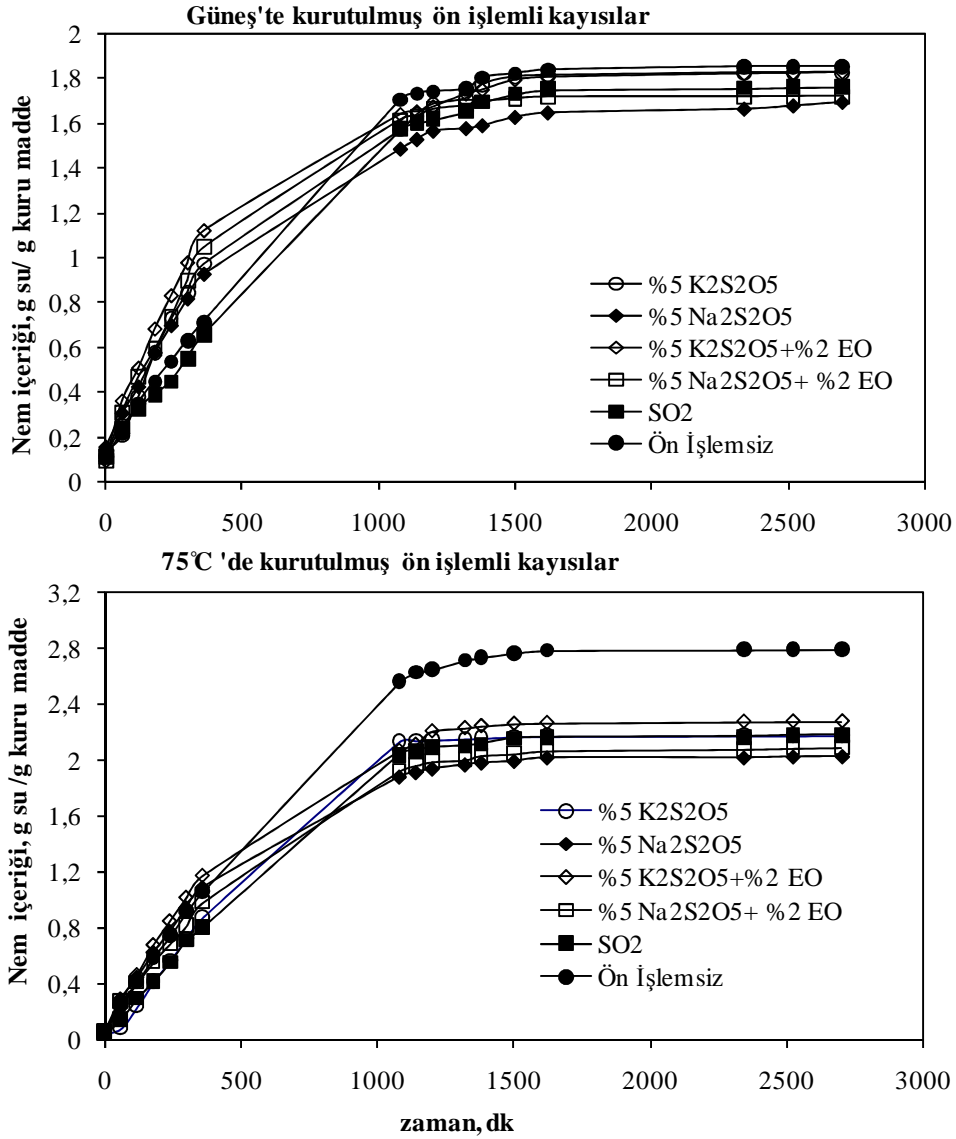 Güneş'te kurutulmuş ön işlemli kayısılar
Nem içeriği, g su/ g kuru madde
2
1,8
1,6
1,4
1,2
1
0,8
0,6
0,4
0,2
0
%5 K2S2O5
%5 Na2S2O5
%5 K2S2O5+%2 EO
%5 Na2S2O5+ %2 EO
SO2
Ön İşlemsiz
0 500 1000 1500 2000 2500 3000
75°C 'de kurutulmuş ön işlemli kayısılar
Nem içeriği, g su /g kuru madde
3,2
2,8
2,4
2
1,6
1,2
0,8
0,4
0
%5 K2S2O5
%5 Na2S2O5
%5 K2S2O5+%2 EO
%5 Na2S2O5+ %2 EO
SO2
Ön İşlemsiz
0 500 1000 1500 2000 2500 3000
zaman, dk